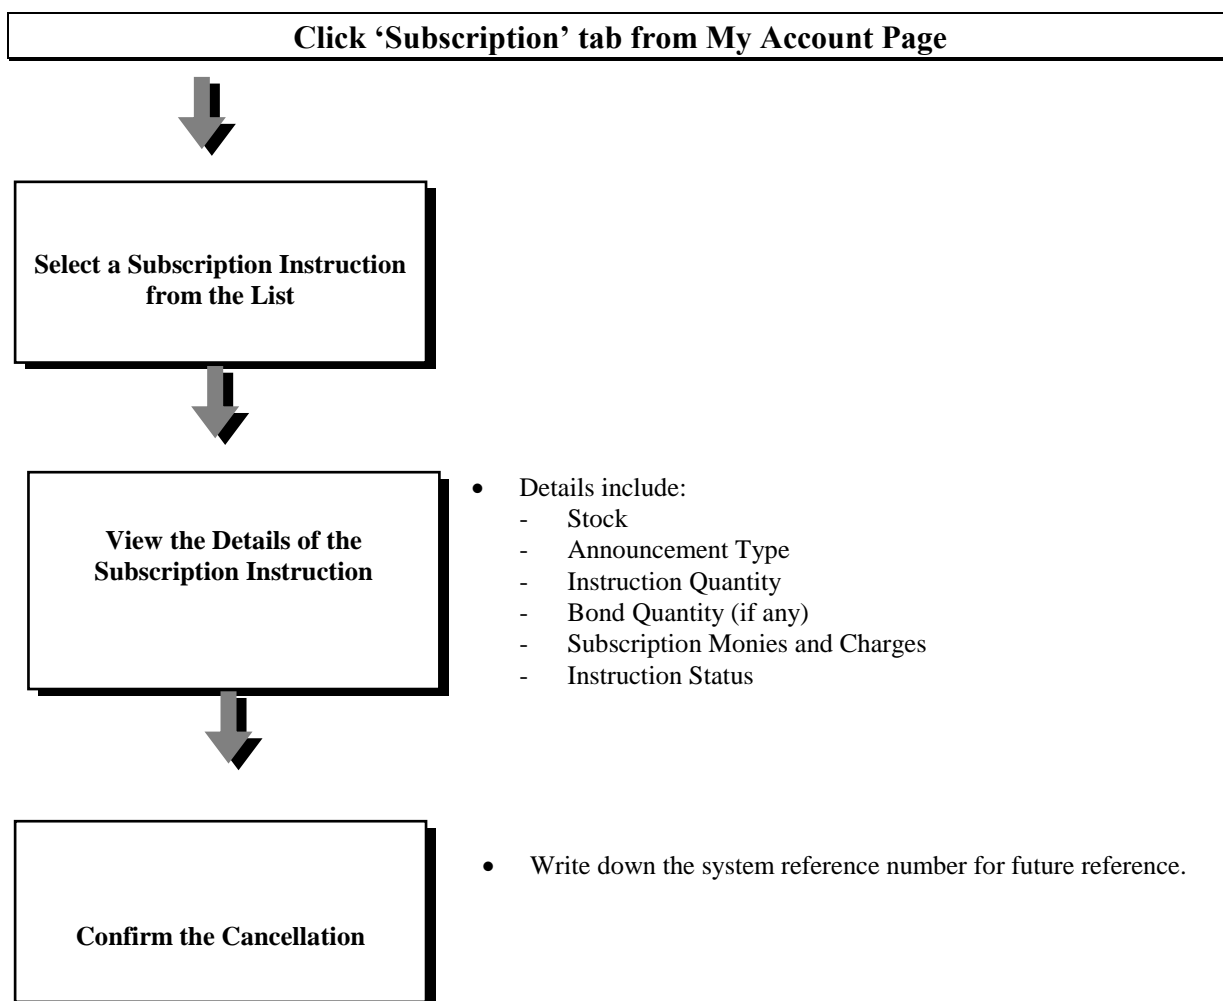 Click ‘Subscription’ tab from My Account Page
Select a Subscription Instruction
from the List
View the Details of the
Subscription Instruction
• Details include:
- Stock
- Announcement Type
- Instruction Quantity
- Bond Quantity (if any)
- Subscription Monies and Charges
- Instruction Status
Confirm the Cancellation
• Write down the system reference number for future reference.